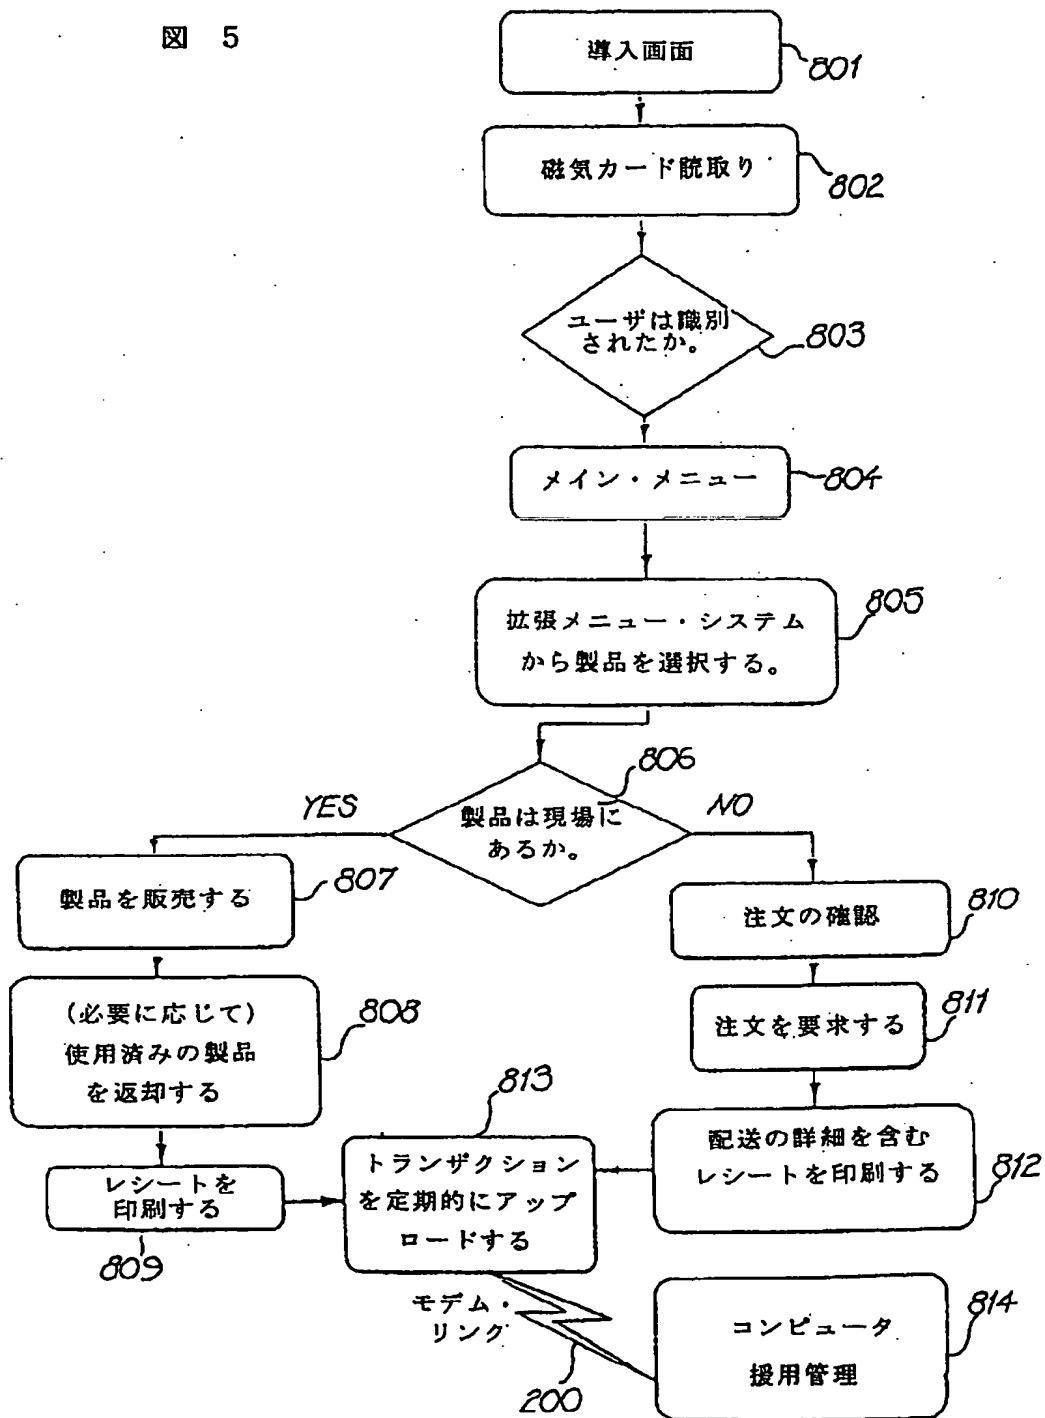 図 5
導入画面
801
磁気カード読取り
802
ユーザは識別
されたか。
803
メイン・メニュー
804
拡張メニュー・システム
から製品を選択する。
805
806
YES
製品は現場に
あるか。
NO
製品を販売する
807
注文の確認
810
(必要に応じて)
使用済みの製品
を返却する
808
注文を要求する
811
813
レシートを
印刷する
809
トランザクション
を定期的にアップ
ロードする
配送の詳細を含む
レシートを印刷する
812
モデム・
リンク
200
コンピュータ
援用管理
814